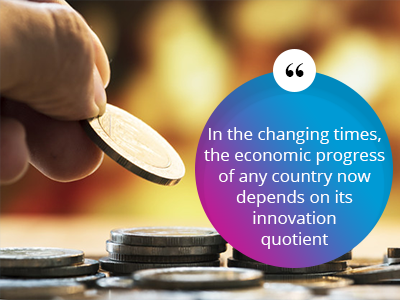 “
In the changing times,
the economic progress
of any country now
depends on its
innovation
quotient